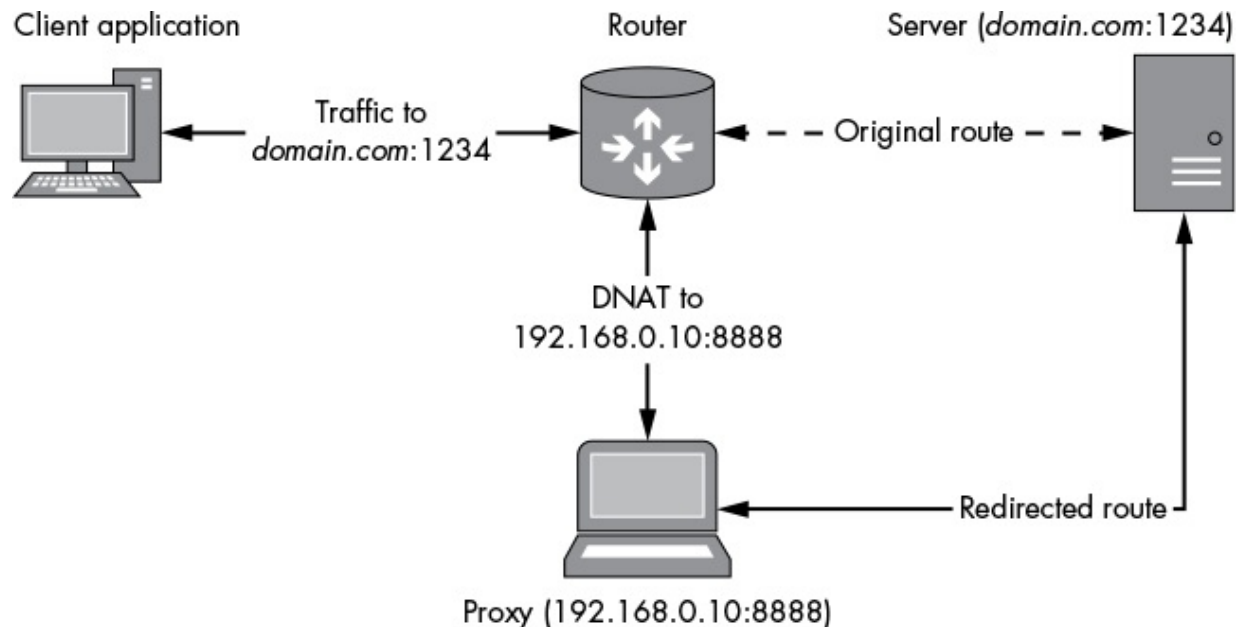 Client application
Router
Server (domain.com:1234)
Traffic to
domain.com:1234
Original route
DNAT to
192.168.0.10:8888
Redirected route
Proxy (192.168.0.10:8888)